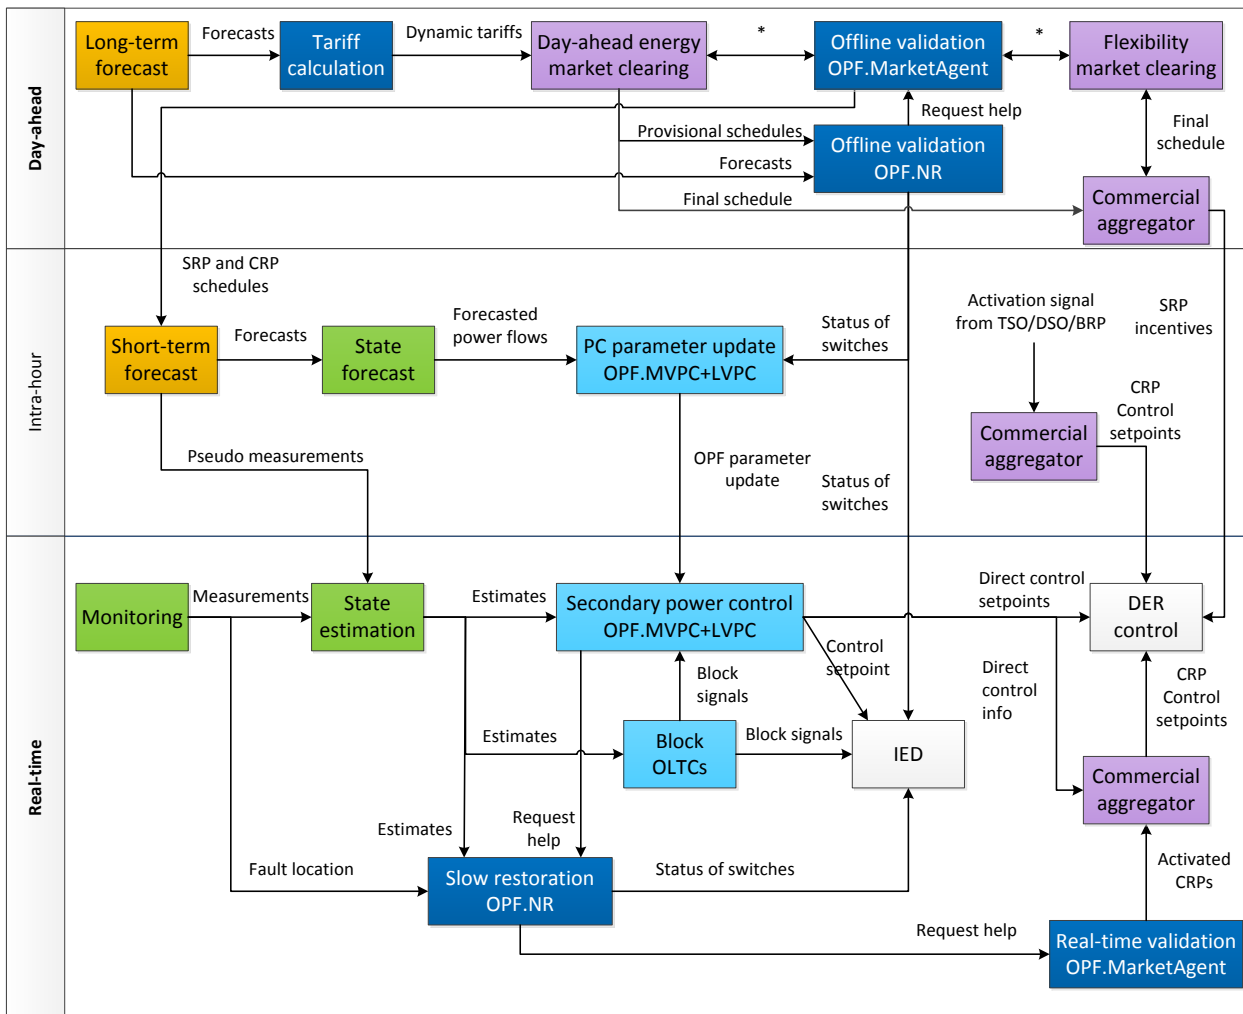 Day-ahead
Long-term
forecast
Forecasts
Tariff
calculation
Dynamic tariffs
Day-ahead energy
market clearing
*
Offline validation
OPF.MarketAgent
*
Flexibility
market clearing
Request help
Provisional schedules
Offline validation
OPF.NR
Forecasts
Final schedule
Final
schedule
Commercial
aggregator
Intra-hour
SRP and CRP
schedules
Short-term
forecast
Forecasts
State
forecast
Forecasted
power flows
PC parameter update
OPF.MVPC+LVPC
Status of
switches
Activation signal
from TSO/DSO/BRP
SRP
incentives
Commercial
aggregator
CRP
Control
setpoints
Pseudo measurements
OPF parameter
update
Status of
switches
Real-time
Monitoring
Measurements
State
estimation
Estimates
Secondary power control
OPF.MVPC+LVPC
Direct control
setpoints
DER
control
Control
setpoint
Block
signals
Direct
control
info
CRP
Control
setpoints
Estimates
Block
OLTCs
Block signals
IED
Commercial
aggregator
Estimates
Request
help
Fault location
Slow restoration
OPF.NR
Status of switches
Activated
CRPs
Request help
Real-time validation
OPF.MarketAgent